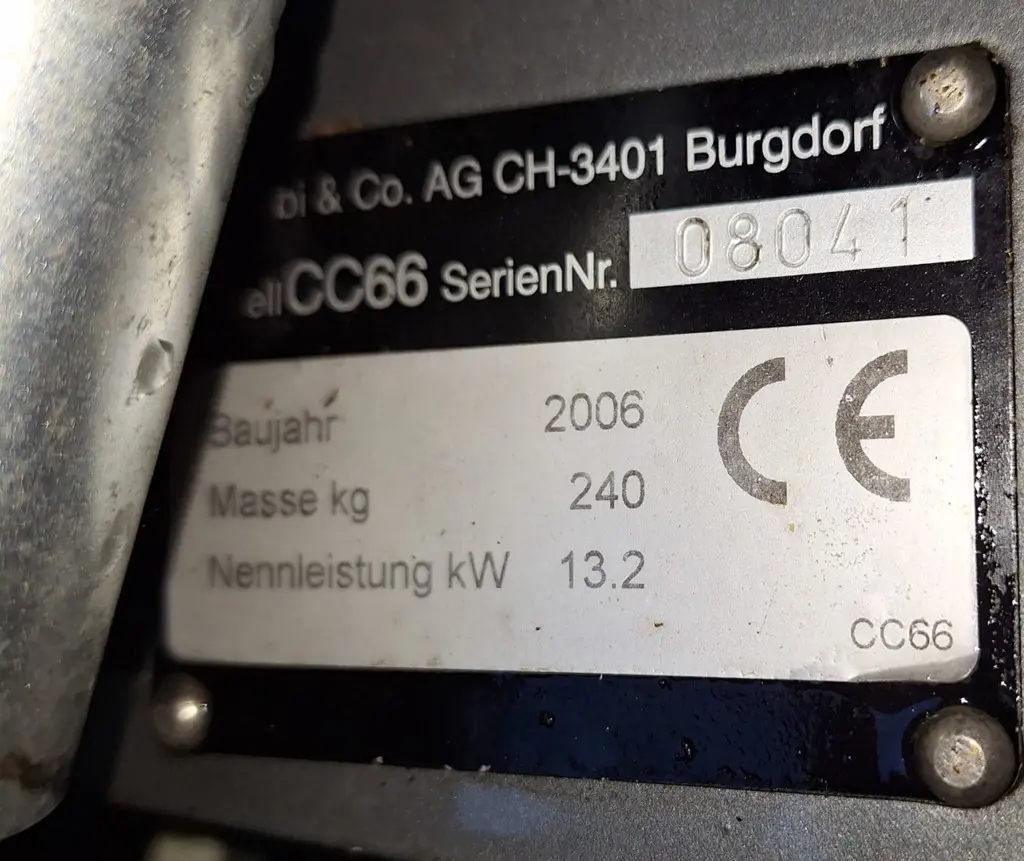 bi & Co. AG CH-3401 Burgdorf
ell CC66 SerienNr. 08041
Baujahr 2006
Masse kg 240
Nennleistung kW 13.2
CE
CC66